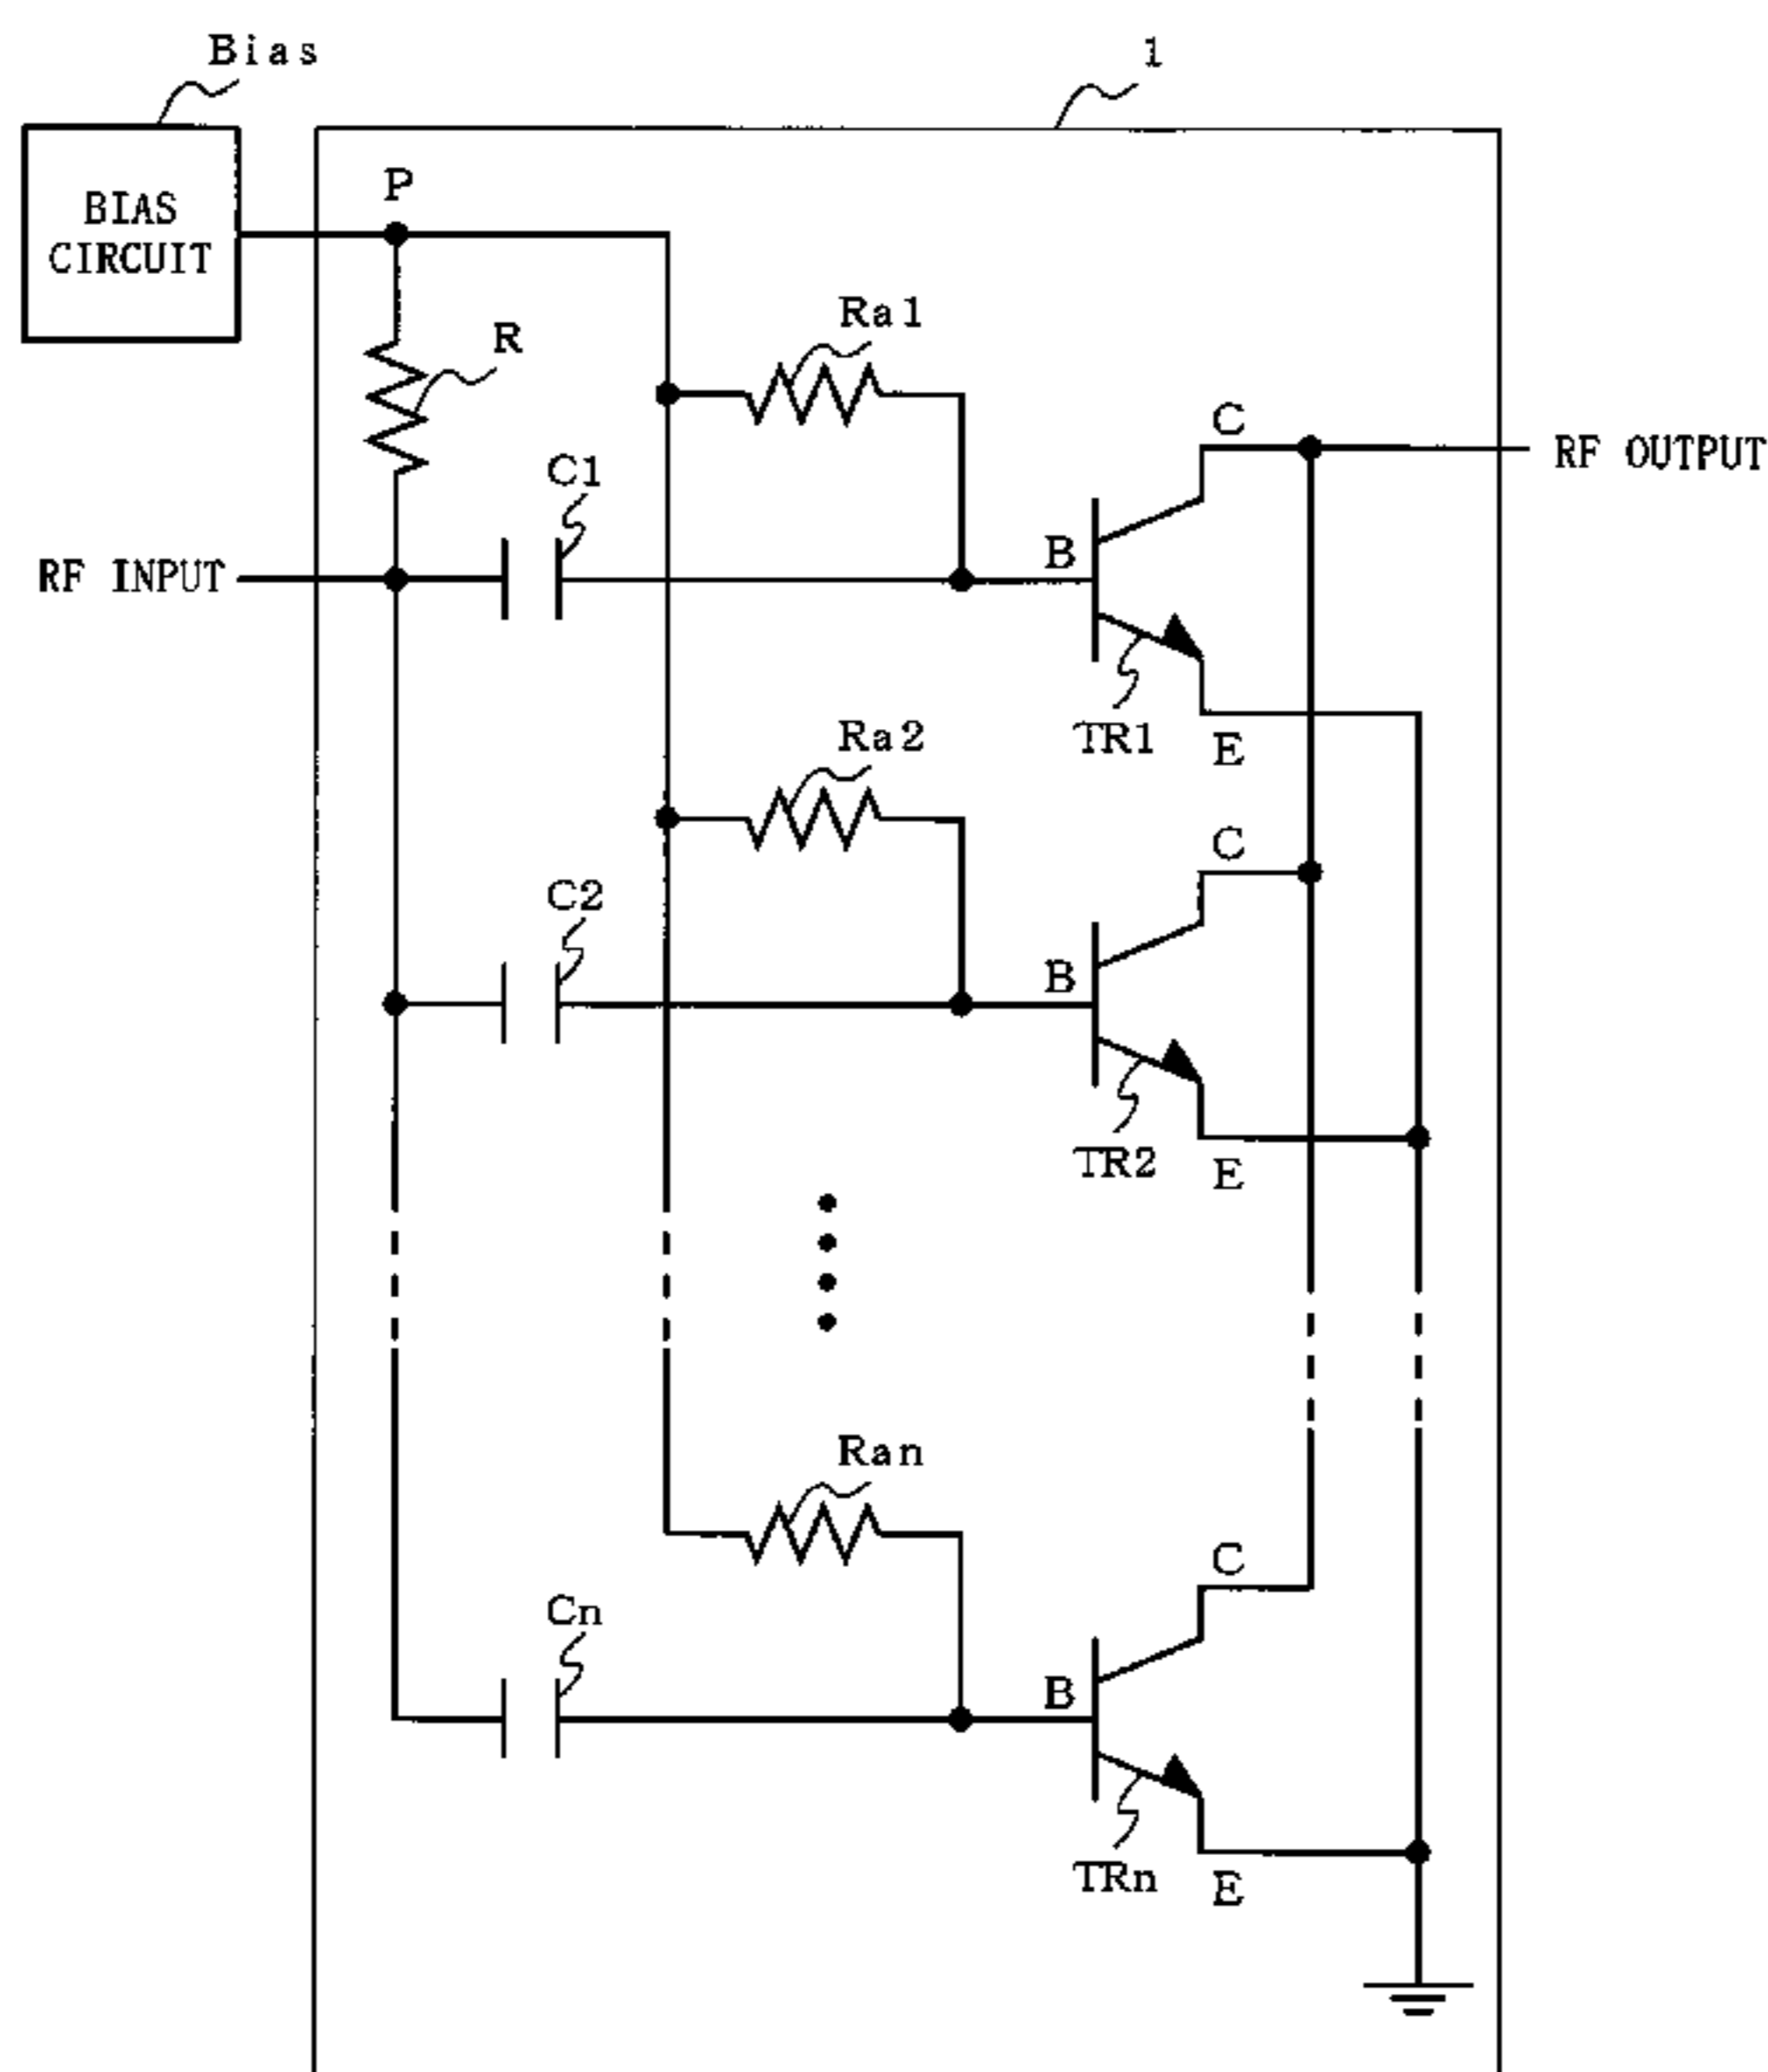 Bias
1
BIAS
CIRCUIT
P
R
Ra1
C1
C
RF OUTPUT
RF INPUT
B
TR1
E
Ra2
C2
C
B
TR2
E
Ran
Cn
C
B
TRn
E